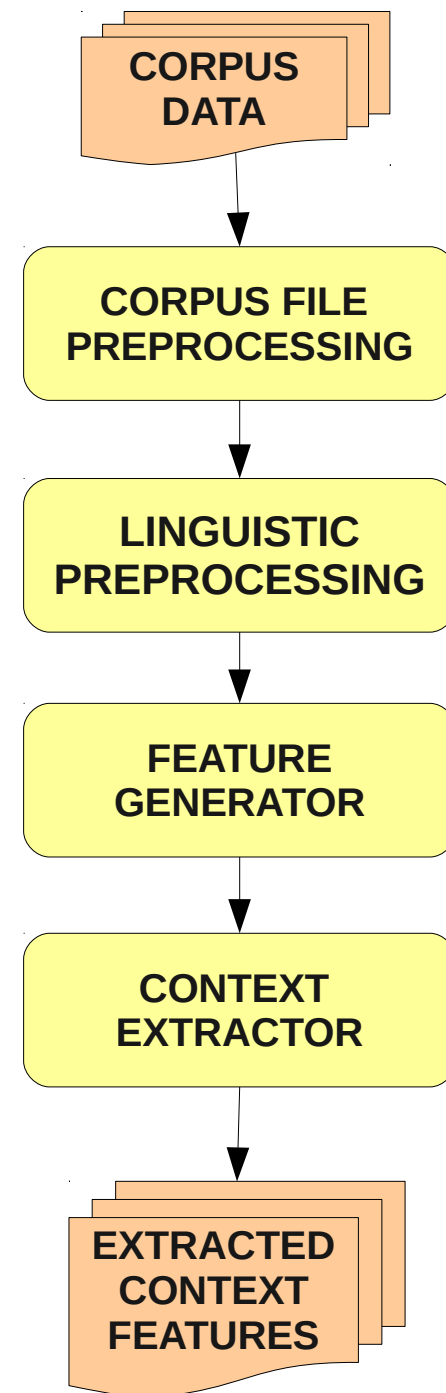 CORPUS
DATA
CORPUS FILE
PREPROCESSING
LINGUISTIC
PREPROCESSING
FEATURE
GENERATOR
CONTEXT
EXTRACTOR
EXTRACTED
CONTEXT
FEATURES